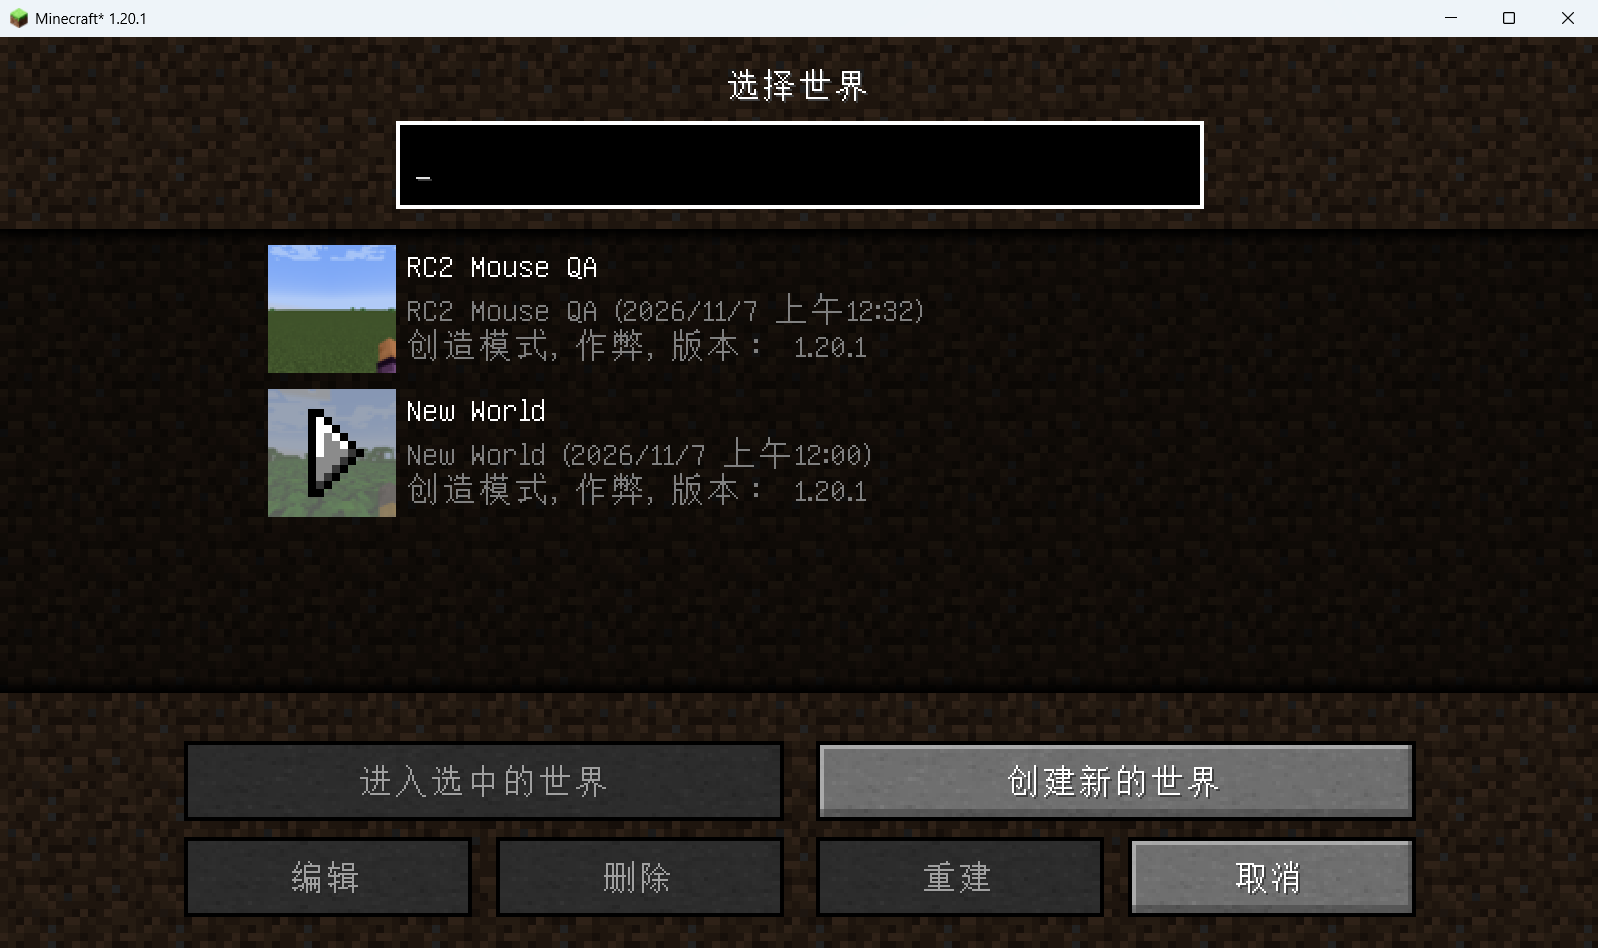 Minecraft* 1.20.1
选择世界
_
RC2 Mouse QA
RC2 Mouse QA (2026/11/7 上午12:32)
创造模式, 作弊, 版本： 1.20.1
New World
New World (2026/11/7 上午12:00)
创造模式, 作弊, 版本： 1.20.1
进入选中的世界
创建新的世界
编辑
删除
重建
取消